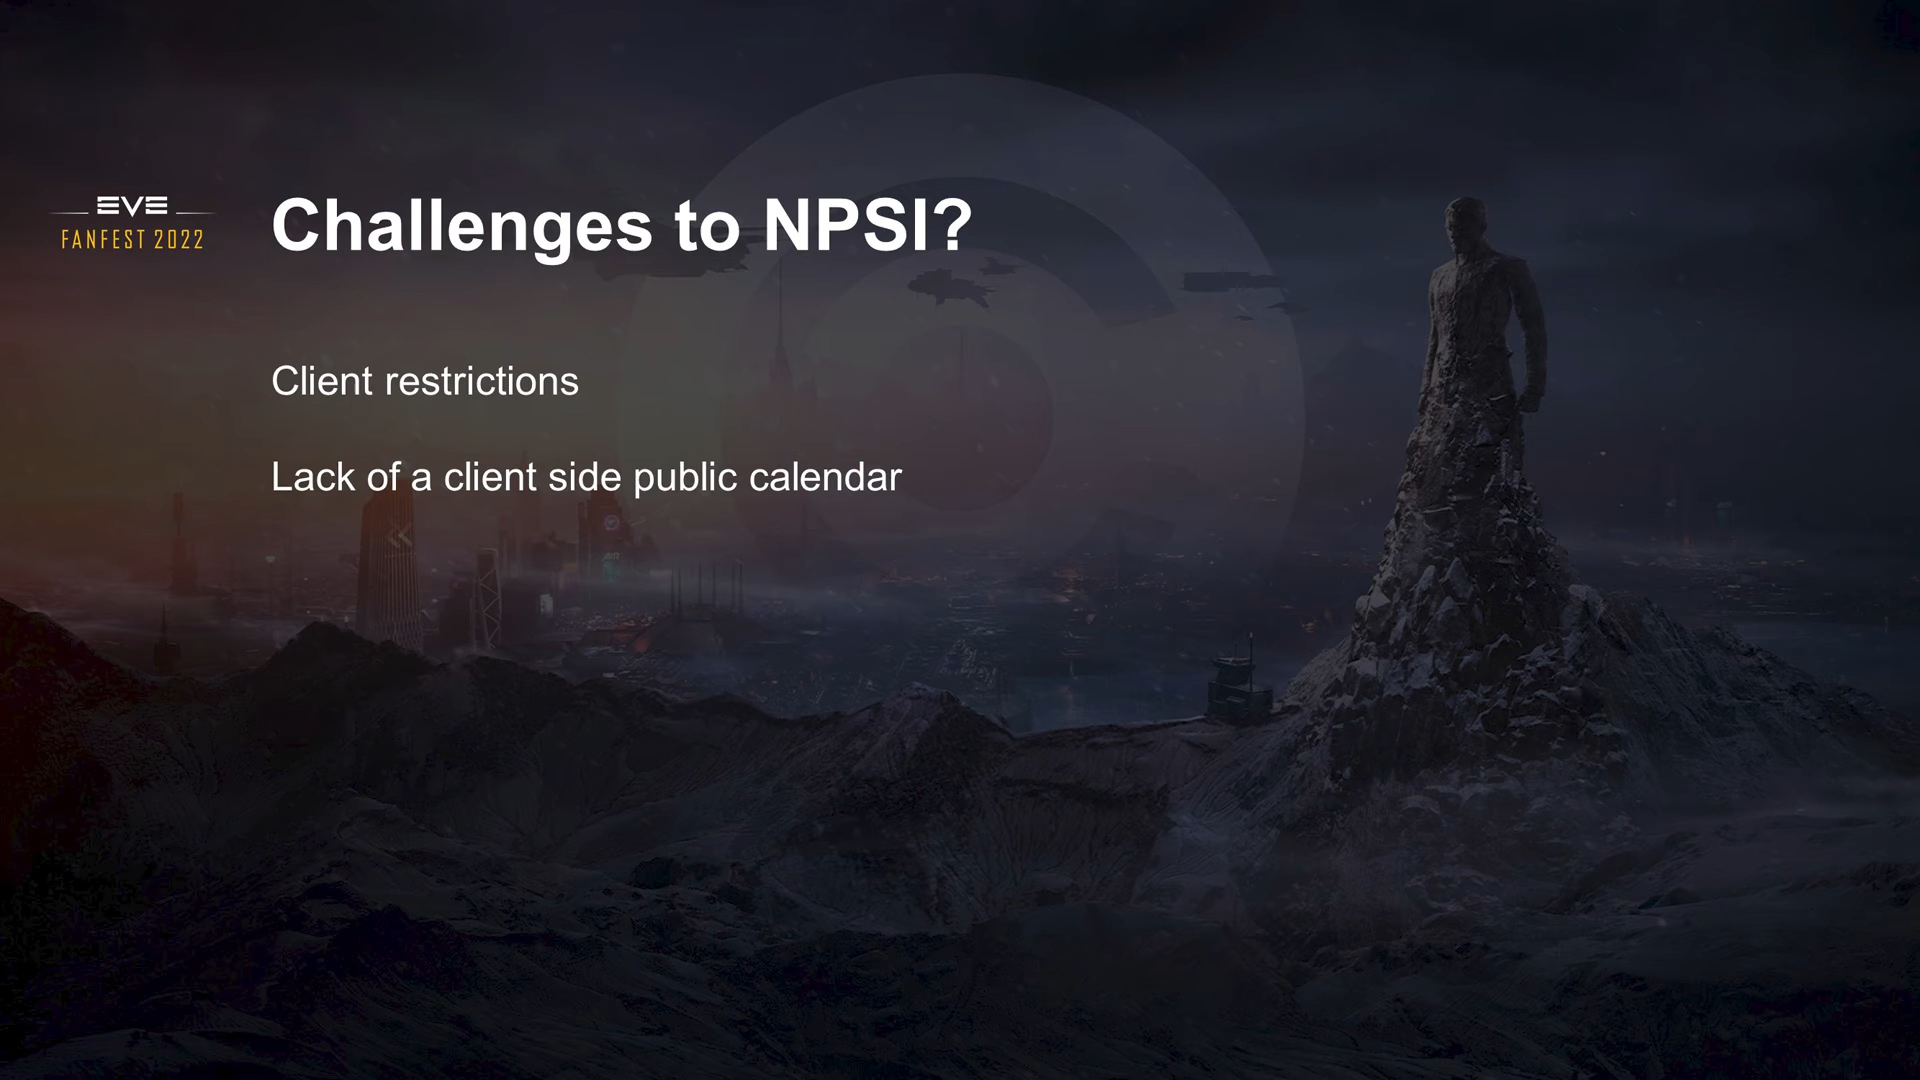 EVE
FANFEST 2022
Challenges to NPSI?
Client restrictions
Lack of a client side public calendar